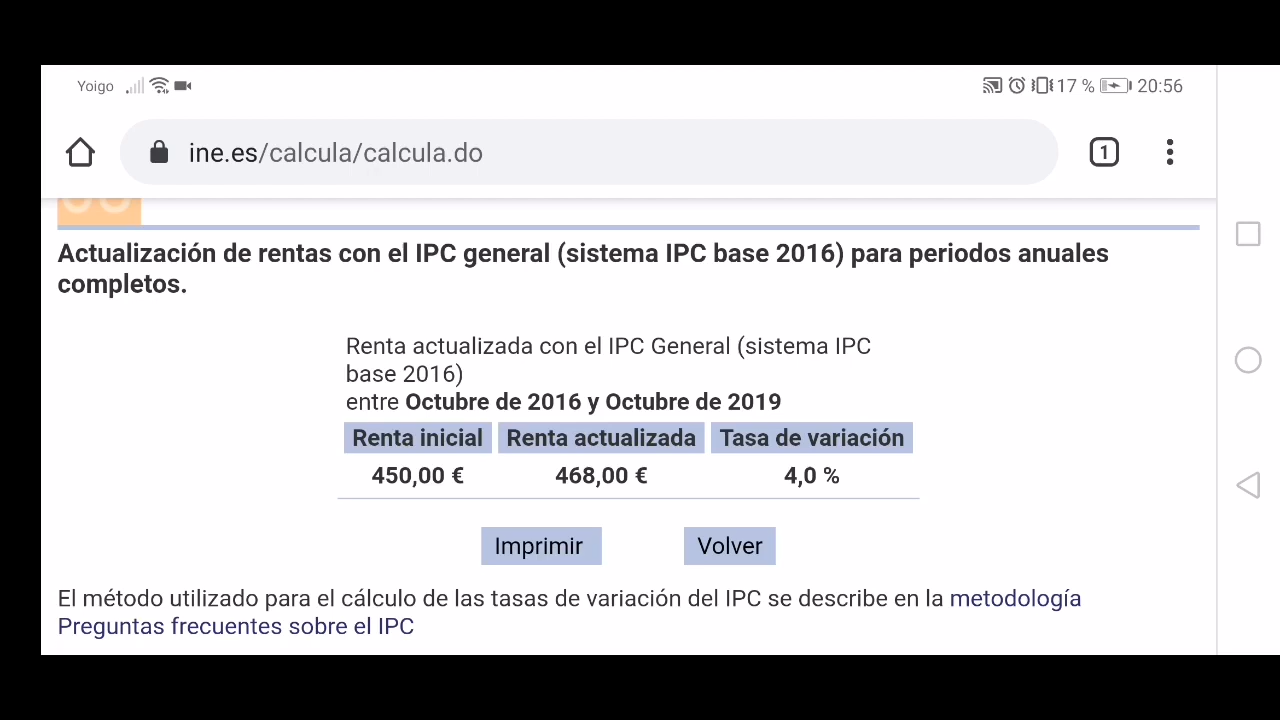 Yoigo 17 % 20:56
ine.es/calcula/calcula.do 1
Actualización de rentas con el IPC general (sistema IPC base 2016) para periodos anuales
completos.
Renta actualizada con el IPC General (sistema IPC
base 2016)
entre Octubre de 2016 y Octubre de 2019
Renta inicial Renta actualizada Tasa de variación
450,00 € 468,00 € 4,0 %
Imprimir Volver
El método utilizado para el cálculo de las tasas de variación del IPC se describe en la metodología
Preguntas frecuentes sobre el IPC